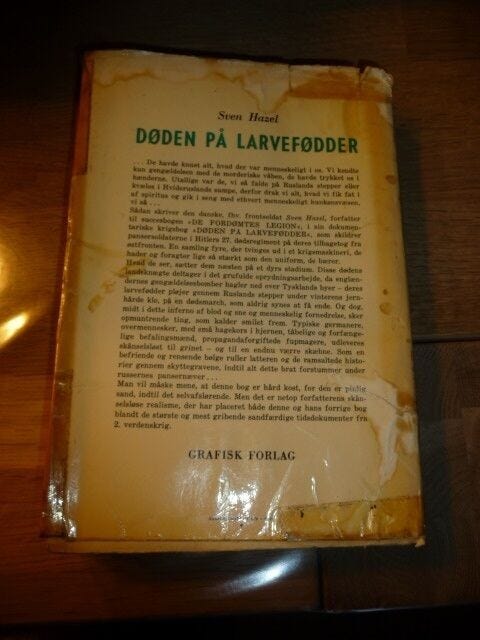 Sven Hazel
DØDEN PÅ LARVEFØDDER
... De havde knust alt, hvad der var menneskeligt i os. Vi kendte
kun gengældelsen med de morderiske våben, de havde trykket os i
hænderne. Utallige var de, vi så falde på Ruslands stepper eller
kvæles i Hvideruslands sumpe, derfor drak vi alt, hvad vi fik fat i
af spiritus og gik i seng med ethvert menneskeligt hunkønsvæsen,
vi så ...
Sådan skriver den danske, fhv. frontsoldat Sven Hazel, forfatter
til succesbogen »DE FORDØMTES LEGION«, i sin dokumen-
tariske krigsbog »DØDEN PÅ LARVEFØDDER«, som skildrer
pansersoldaterne i Hitlers 27. dødsregiment på deres tilbagetog fra
østfronten. En samling fyre, der tvinges ud i et krigsmaskineri, de
hader og foragter lige så stærkt som den uniform, de bærer.
Hvad de ser, sætter dem næsten på et dyrs stadium. Disse dødens
landsknægte deltager i det grufulde oprydningsarbejde, da englæn-
dernes gengældelsesbomber hagler ned over Tysklands byer – deres
larvefødder pløjer gennem Ruslands stepper under vinterens jern-
hårde klo, på en dødsmarch, som aldrig synes at få ende. Og dog,
midt i dette inferno af blod og sne og menneskelig fornedrelse, sker
opmuntrende ting, som kalder smilet frem. Typiske germanere,
overmennesker, med små hagekors i hjernen, tåbelige og forfænge-
lige befalingsmænd, propagandaforgiftede fupmagere, udleveres
skånselsløst til grinet – og til en endnu værre skæbne. Som en
befriende og rensende bølge ruller latteren og de ramsaltede histo-
rier gennem skyttegravene, indtil alt dette brat forstummer under
russernes pansernæver ...
Man vil måske mene, at denne bog er hård kost, for den er pinlig
sand, indtil det selvafslørende. Men det er netop forfatterens skån-
selsløse realisme, der har placeret både denne og hans forrige bog
blandt de største og mest gribende sandfærdige tidsdokumenter fra
2. verdenskrig.
GRAFISK FORLAG